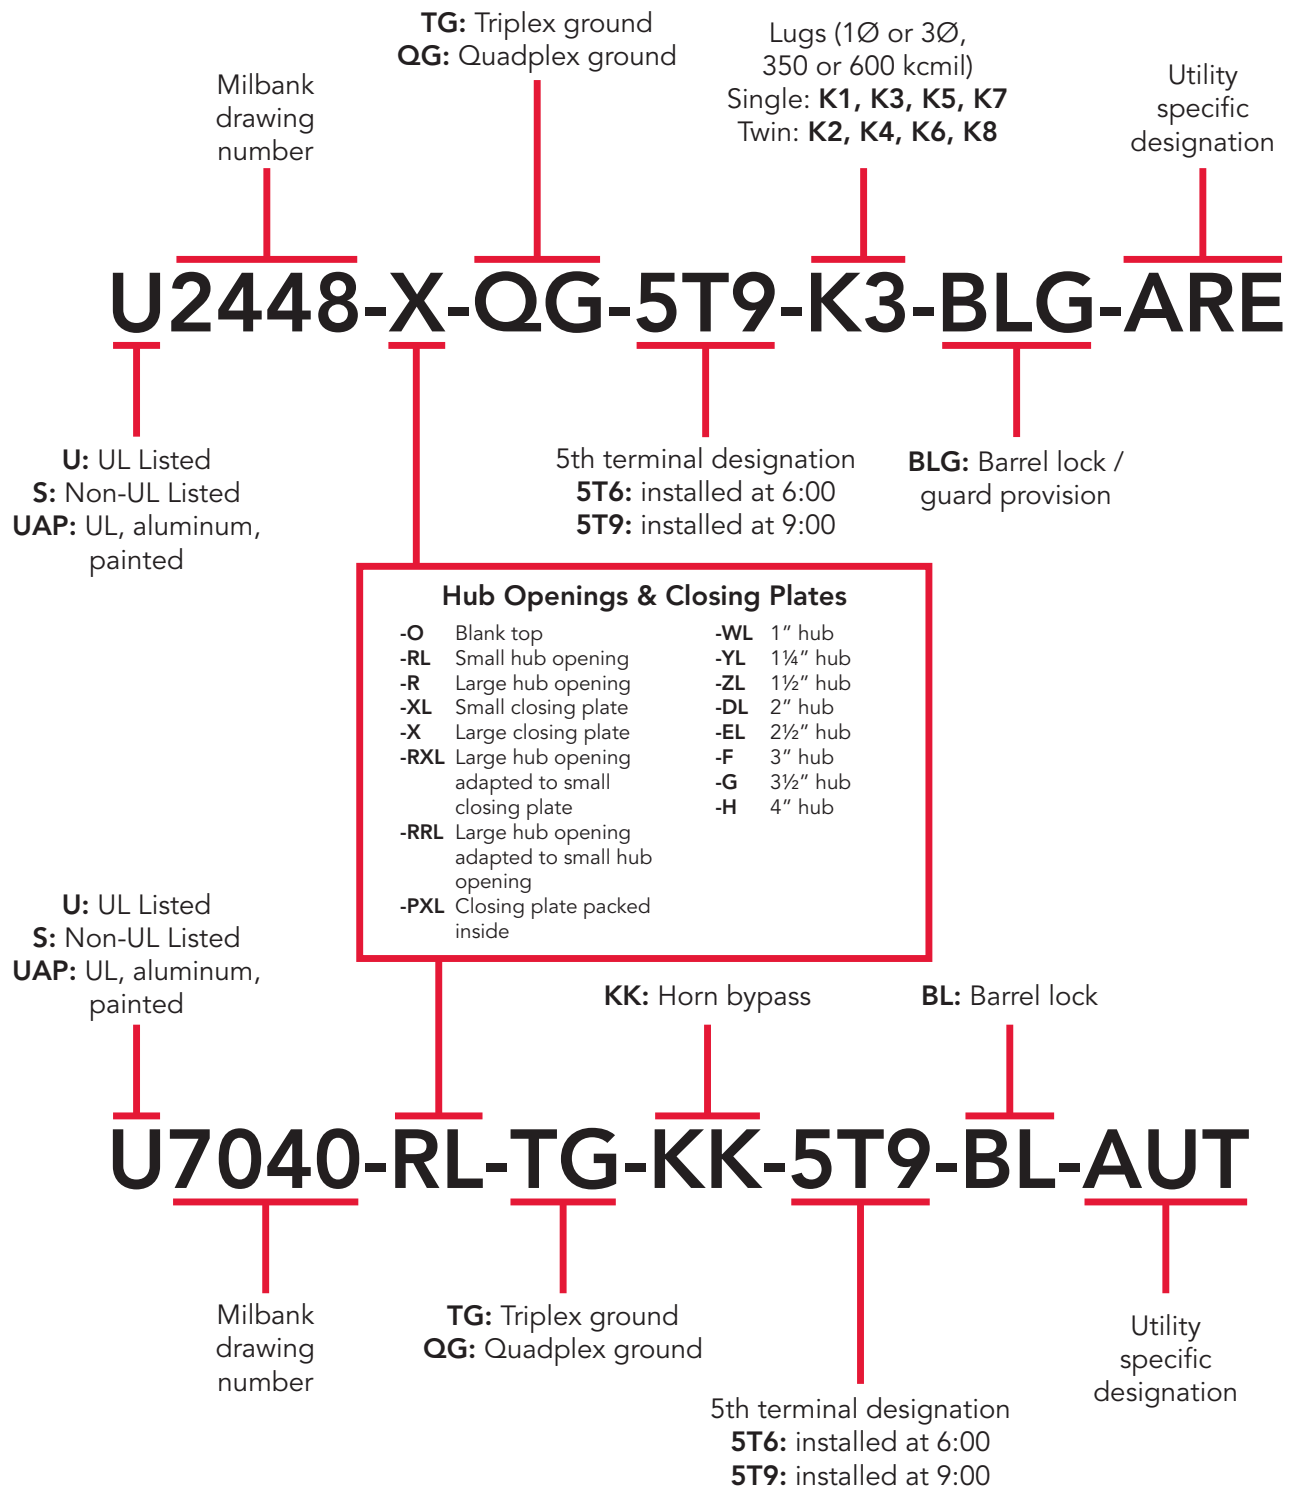 TG: Triplex ground
QG: Quadplex ground
Lugs (1Ø or 3Ø,
350 or 600 kcmil)
Single: K1, K3, K5, K7
Twin: K2, K4, K6, K8
Milbank
drawing
number
Utility
specific
designation
U2448-X-QG-5T9-K3-BLG-ARE
U: UL Listed
S: Non-UL Listed
UAP: UL, aluminum,
painted
5th terminal designation
5T6: installed at 6:00
5T9: installed at 9:00
BLG: Barrel lock /
guard provision
Hub Openings & Closing Plates
-O Blank top
-RL Small hub opening
-R Large hub opening
-XL Small closing plate
-X Large closing plate
-RXL Large hub opening
adapted to small
closing plate
-RRL Large hub opening
adapted to small hub
opening
-PXL Closing plate packed
inside
-WL 1″ hub
-YL 1¼″ hub
-ZL 1½″ hub
-DL 2″ hub
-EL 2½″ hub
-F 3″ hub
-G 3½″ hub
-H 4″ hub
U: UL Listed
S: Non-UL Listed
UAP: UL, aluminum,
painted
KK: Horn bypass
BL: Barrel lock
U7040-RL-TG-KK-5T9-BL-AUT
Milbank
drawing
number
TG: Triplex ground
QG: Quadplex ground
5th terminal designation
5T6: installed at 6:00
5T9: installed at 9:00
Utility
specific
designation